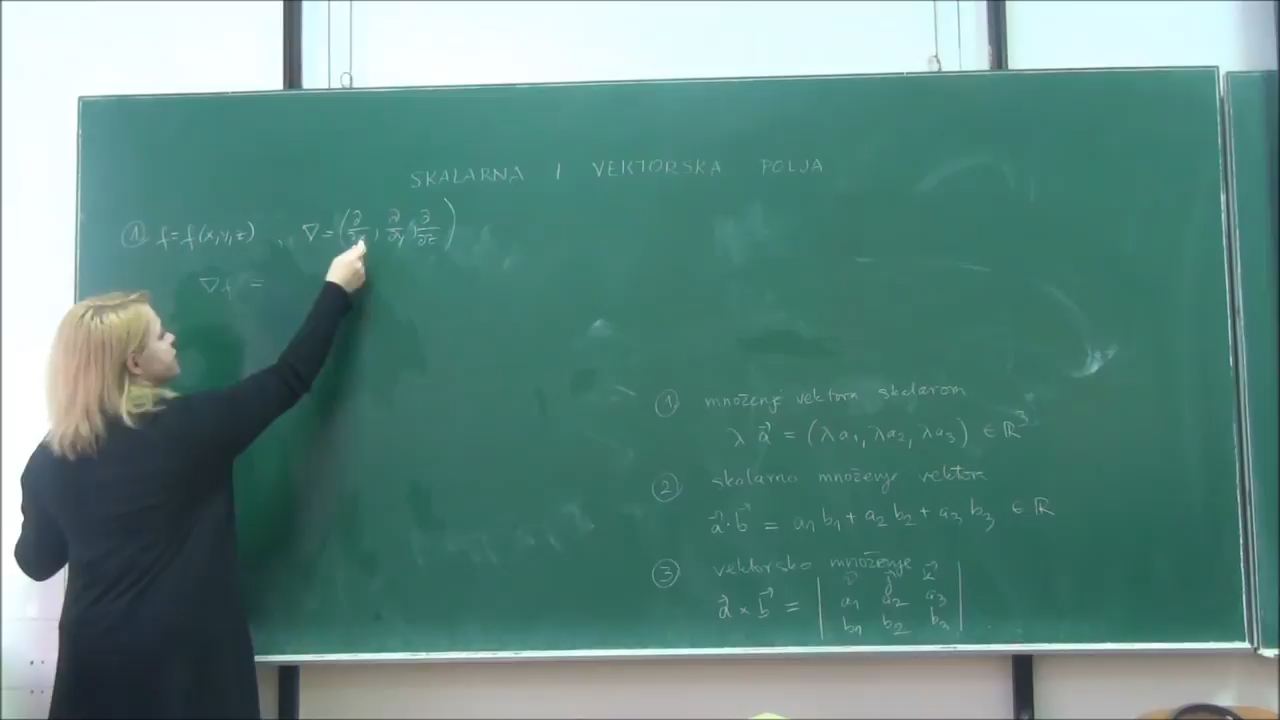 SKALARNA I VEKTORSKA POLJA
① f=f(x,y,z) , ∇=(∂/∂x, ∂/∂y, ∂/∂z)
∇f =
① množenje vektora skalarom
λ a⃗ = (λa₁, λa₂, λa₃) ∈ ℝ³
② skalarno množenje vektora
a⃗·b⃗ = a₁b₁+a₂b₂+a₃b₃ ∈ ℝ
③ vektorsko množenje
a⃗ × b⃗ = | i⃗ j⃗ k⃗ |
| a₁ a₂ a₃ |
| b₁ b₂ b₃ |